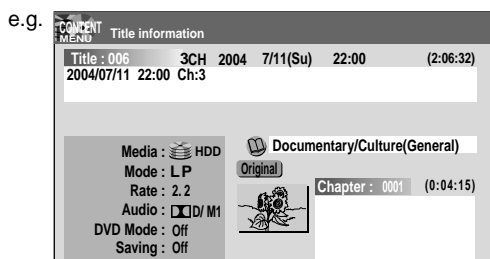 e.g.
CONTENT MENU Title information
Title : 006 3CH 2004 7/11(Su) 22:00 (2:06:32)
2004/07/11 22:00 Ch:3
Media : HDD
Mode : LP
Rate : 2.2
Audio : D/ M1
DVD Mode : Off
Saving : Off
Documentary/Culture(General)
Original
Chapter : 0001 (0:04:15)